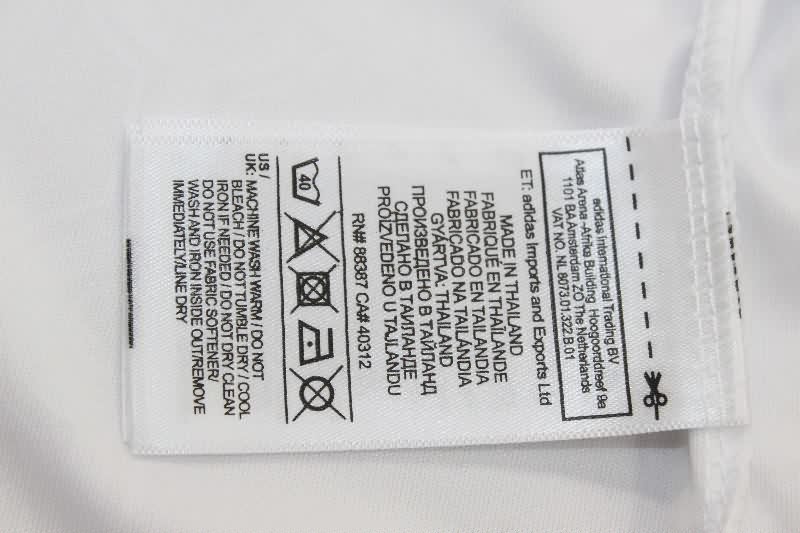 adidas International Trading BV
Atlas Arena -Afrika Building Hoogoorddreef 9a
1101 BA Amsterdam ZO The Netherlands
VAT NO. NL 8073.01.322.B.01
ET: adidas Imports and Exports Ltd
MADE IN THAILAND
FABRIQUÉ EN THAÏLANDE
FABRICADO EN TAILANDIA
FABRICADO NA TAILÂNDIA
GYÁRTVA: THAILAND
ПРОИЗВЕДЕНО В ТАЙЛАНД
СДЕЛАНО В ТАИЛАНДЕ
PROIZVEDENO U TAJLANDU
RN# 88387 CA# 40312
40
US /
UK: MACHINE WASH WARM / DO NOT
BLEACH / DO NOT TUMBLE DRY / COOL
IRON IF NEEDED / DO NOT DRY CLEAN
DO NOT USE FABRIC SOFTENER/
WASH AND IRON INSIDE OUT/REMOVE
IMMEDIATELY/LINE DRY